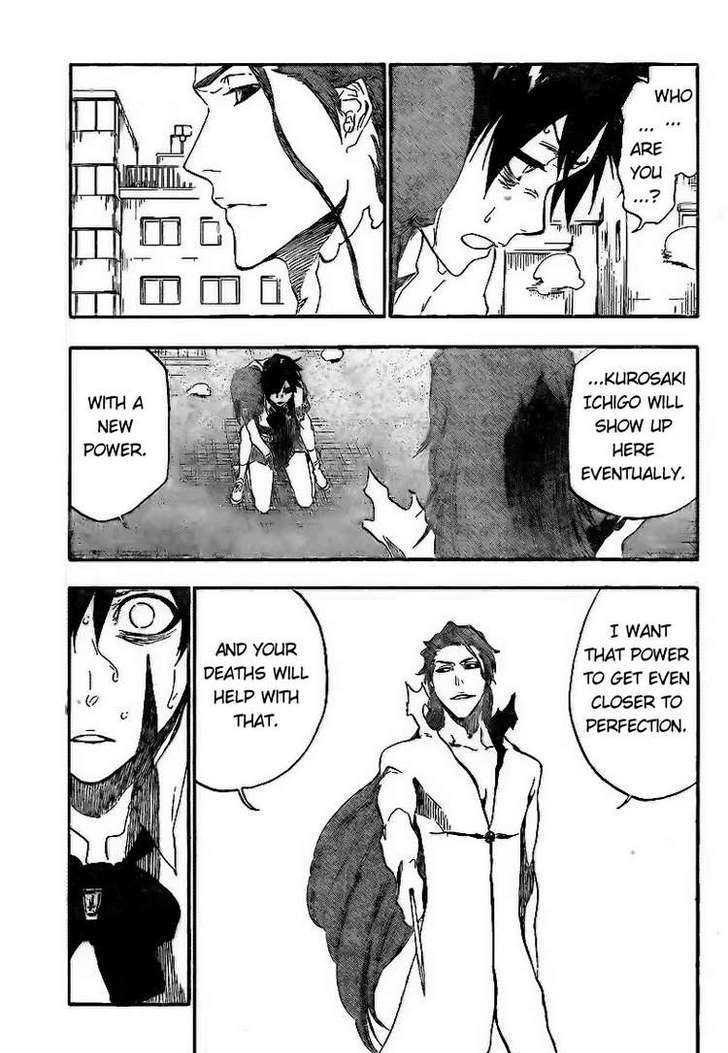 WHO
...
...
ARE
YOU
...?
...KUROSAKI
ICHIGO WILL
SHOW UP
HERE
EVENTUALLY.
WITH A
NEW
POWER.
I WANT
THAT POWER
TO GET EVEN
CLOSER TO
PERFECTION.
AND YOUR
DEATHS WILL
HELP WITH
THAT.